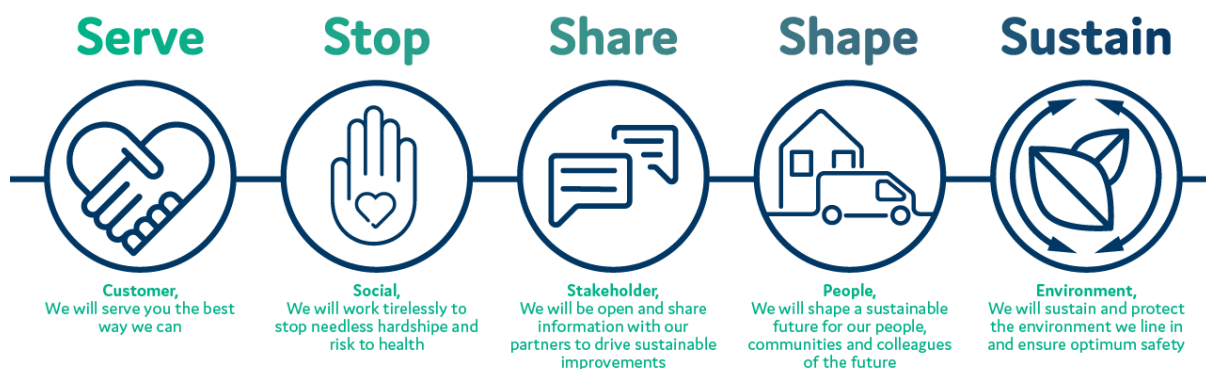 Serve
Stop
Share
Shape
Sustain
Customer,
We will serve you the best
way we can
Social,
We will work tirelessly to
stop needless hardshipe and
risk to health
Stakeholder,
We will be open and share
information with our
partners to drive sustainable
improvements
People,
We will shape a sustainable
future for our people,
communities and colleagues
of the future
Environment,
We will sustain and protect
the environment we line in
and ensure optimum safety